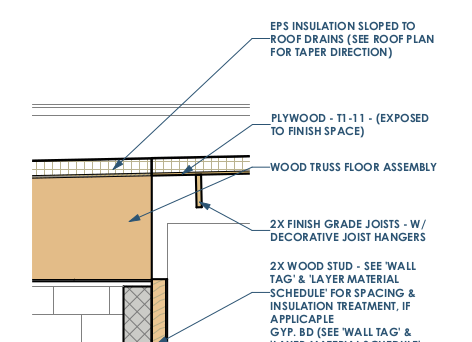 EPS INSULATION SLOPED TO
ROOF DRAINS (SEE ROOF PLAN
FOR TAPER DIRECTION)
PLYWOOD - T1-11 - (EXPOSED
TO FINISH SPACE)
WOOD TRUSS FLOOR ASSEMBLY
2X FINISH GRADE JOISTS - W/
DECORATIVE JOIST HANGERS
2X WOOD STUD - SEE 'WALL
TAG' & 'LAYER MATERIAL
SCHEDULE' FOR SPACING &
INSULATION TREATMENT, IF
APPLICAPLE
GYP. BD (SEE 'WALL TAG' &